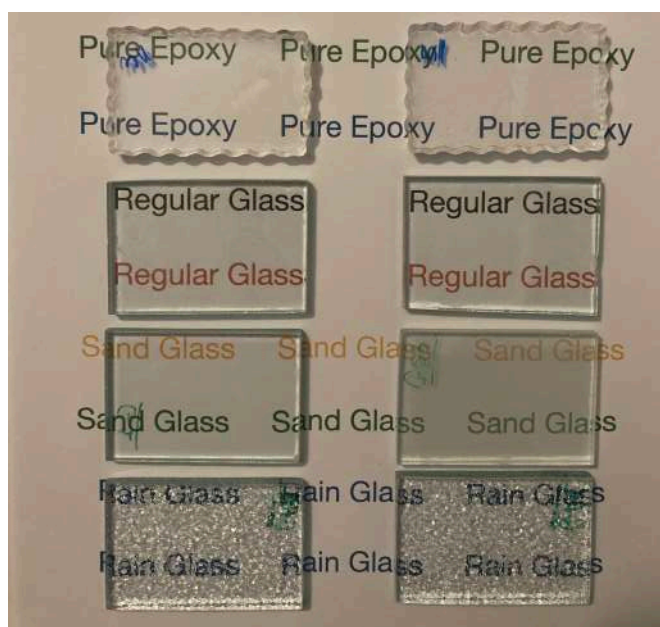 Pure Epoxy Pure Epoxy Pure Epoxy
Pure Epoxy Pure Epoxy Pure Epoxy
Regular Glass Regular Glass
Regular Glass Regular Glass
Sand Glass Sand Glass Sand Glass
Sand Glass Sand Glass Sand Glass
Rain Glass Rain Glass Rain Glass
Rain Glass Rain Glass Rain Glass